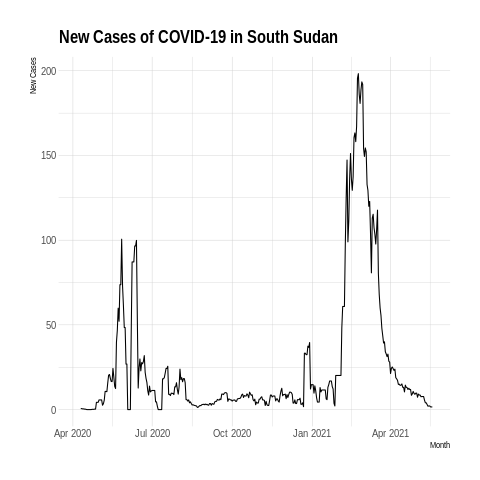 New Cases of COVID-19 in South Sudan
New Cases
200
150
100
50
0
Apr 2020 Jul 2020 Oct 2020 Jan 2021 Apr 2021
Month